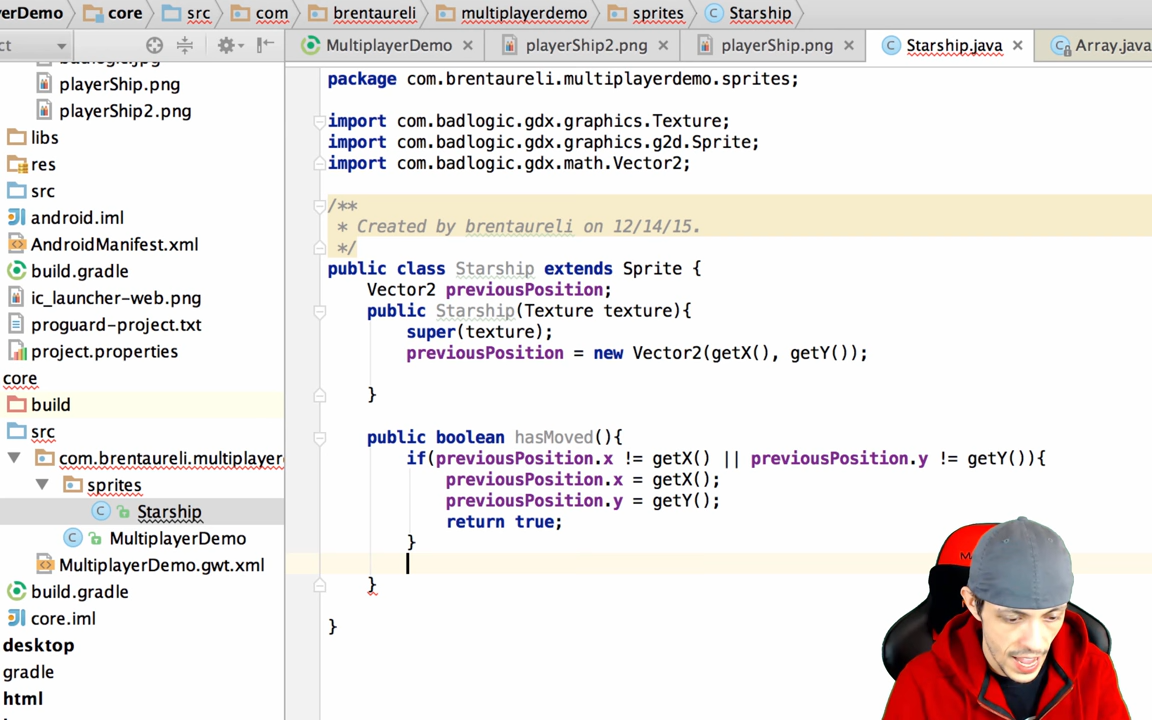 yerDemo core src com brentaureli multiplayerdemo sprites Starship
ct MultiplayerDemo playerShip2.png playerShip.png Starship.java Array.java
playerShip.png
playerShip2.png
libs
res
src
android.iml
AndroidManifest.xml
build.gradle
ic_launcher-web.png
proguard-project.txt
project.properties
core
build
src
com.brentaureli.multiplayer
sprites
Starship
MultiplayerDemo
MultiplayerDemo.gwt.xml
build.gradle
core.iml
desktop
gradle
html
package com.brentaureli.multiplayerdemo.sprites;
import com.badlogic.gdx.graphics.Texture;
import com.badlogic.gdx.graphics.g2d.Sprite;
import com.badlogic.gdx.math.Vector2;
/**
* Created by brentaureli on 12/14/15.
*/
public class Starship extends Sprite {
Vector2 previousPosition;
public Starship(Texture texture){
super(texture);
previousPosition = new Vector2(getX(), getY());
}
public boolean hasMoved(){
if(previousPosition.x != getX() || previousPosition.y != getY()){
previousPosition.x = getX();
previousPosition.y = getY();
return true;
}
}
}